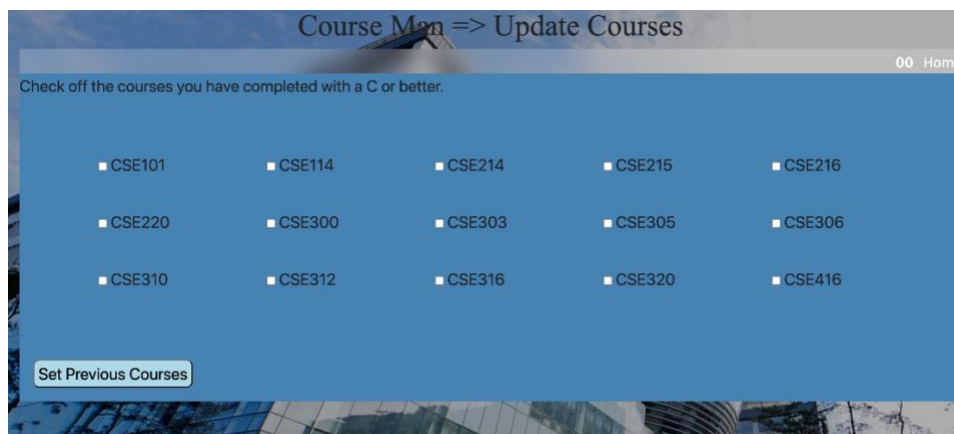 Course Man => Update Courses
00 Hom
Check off the courses you have completed with a C or better.
CSE101 CSE114 CSE214 CSE215 CSE216
CSE220 CSE300 CSE303 CSE305 CSE306
CSE310 CSE312 CSE316 CSE320 CSE416
Set Previous Courses